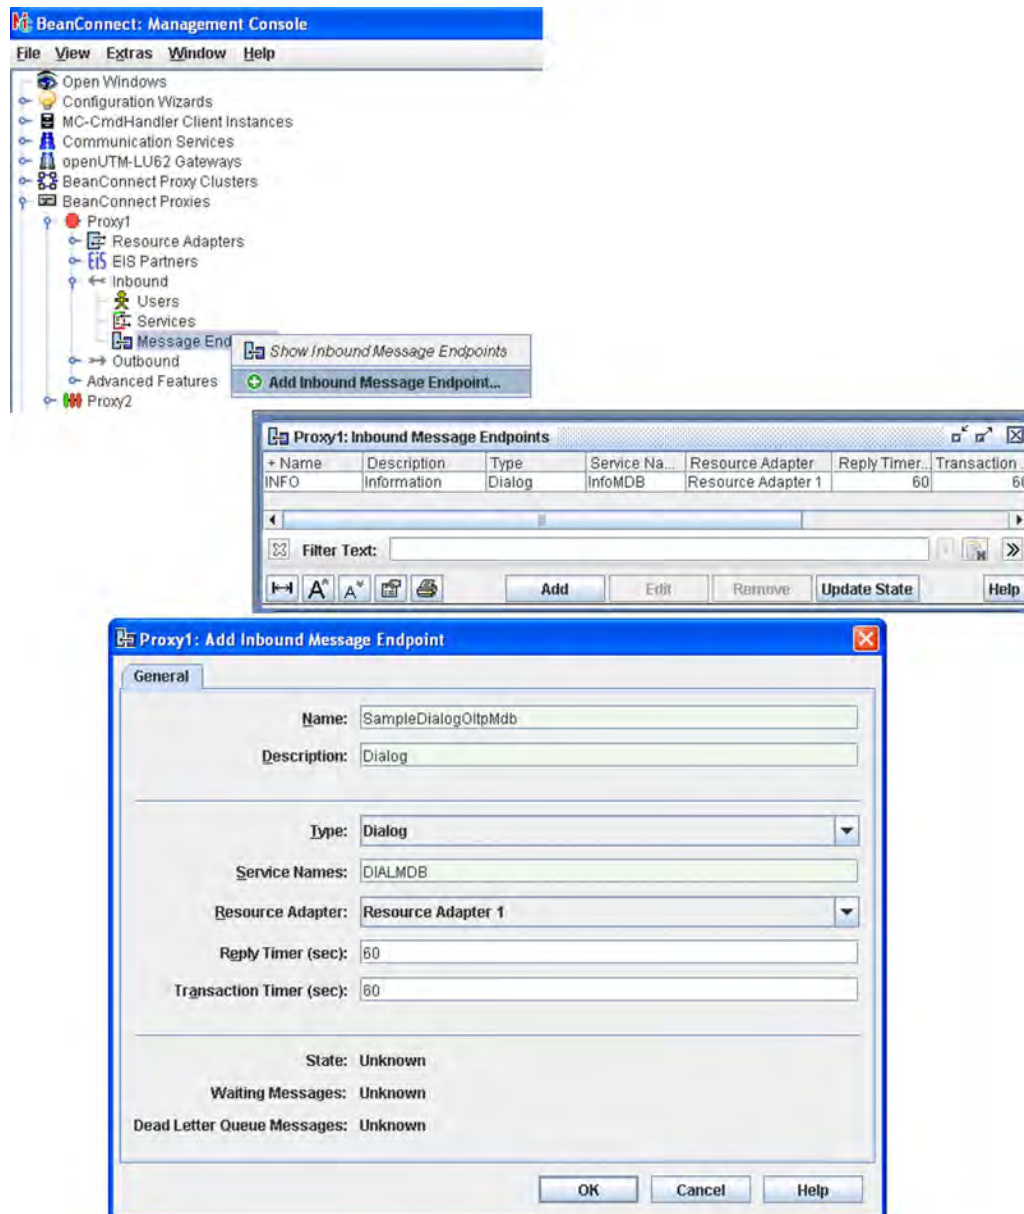 BeanConnect: Management Console
File View Extras Window Help
Open Windows
Configuration Wizards
MC-CmdHandler Client Instances
Communication Services
openUTM-LU62 Gateways
BeanConnect Proxy Clusters
BeanConnect Proxies
Proxy1
Resource Adapters
EIS EIS Partners
Inbound
Users
Services
Message End
Show Inbound Message Endpoints
Outbound
Advanced Features
Add Inbound Message Endpoint...
Proxy2
Proxy1: Inbound Message Endpoints
+ Name Description Type Service Na... Resource Adapter Reply Timer... Transaction
INFO Information Dialog InfoMDB Resource Adapter 1 60 60
Filter Text:
Add Edit Remove Update State Help
Proxy1: Add Inbound Message Endpoint
General
Name: SampleDialogOltpMdb
Description: Dialog
Type: Dialog
Service Names: DIALMDB
Resource Adapter: Resource Adapter 1
Reply Timer (sec): 60
Transaction Timer (sec): 60
State: Unknown
Waiting Messages: Unknown
Dead Letter Queue Messages: Unknown
OK Cancel Help